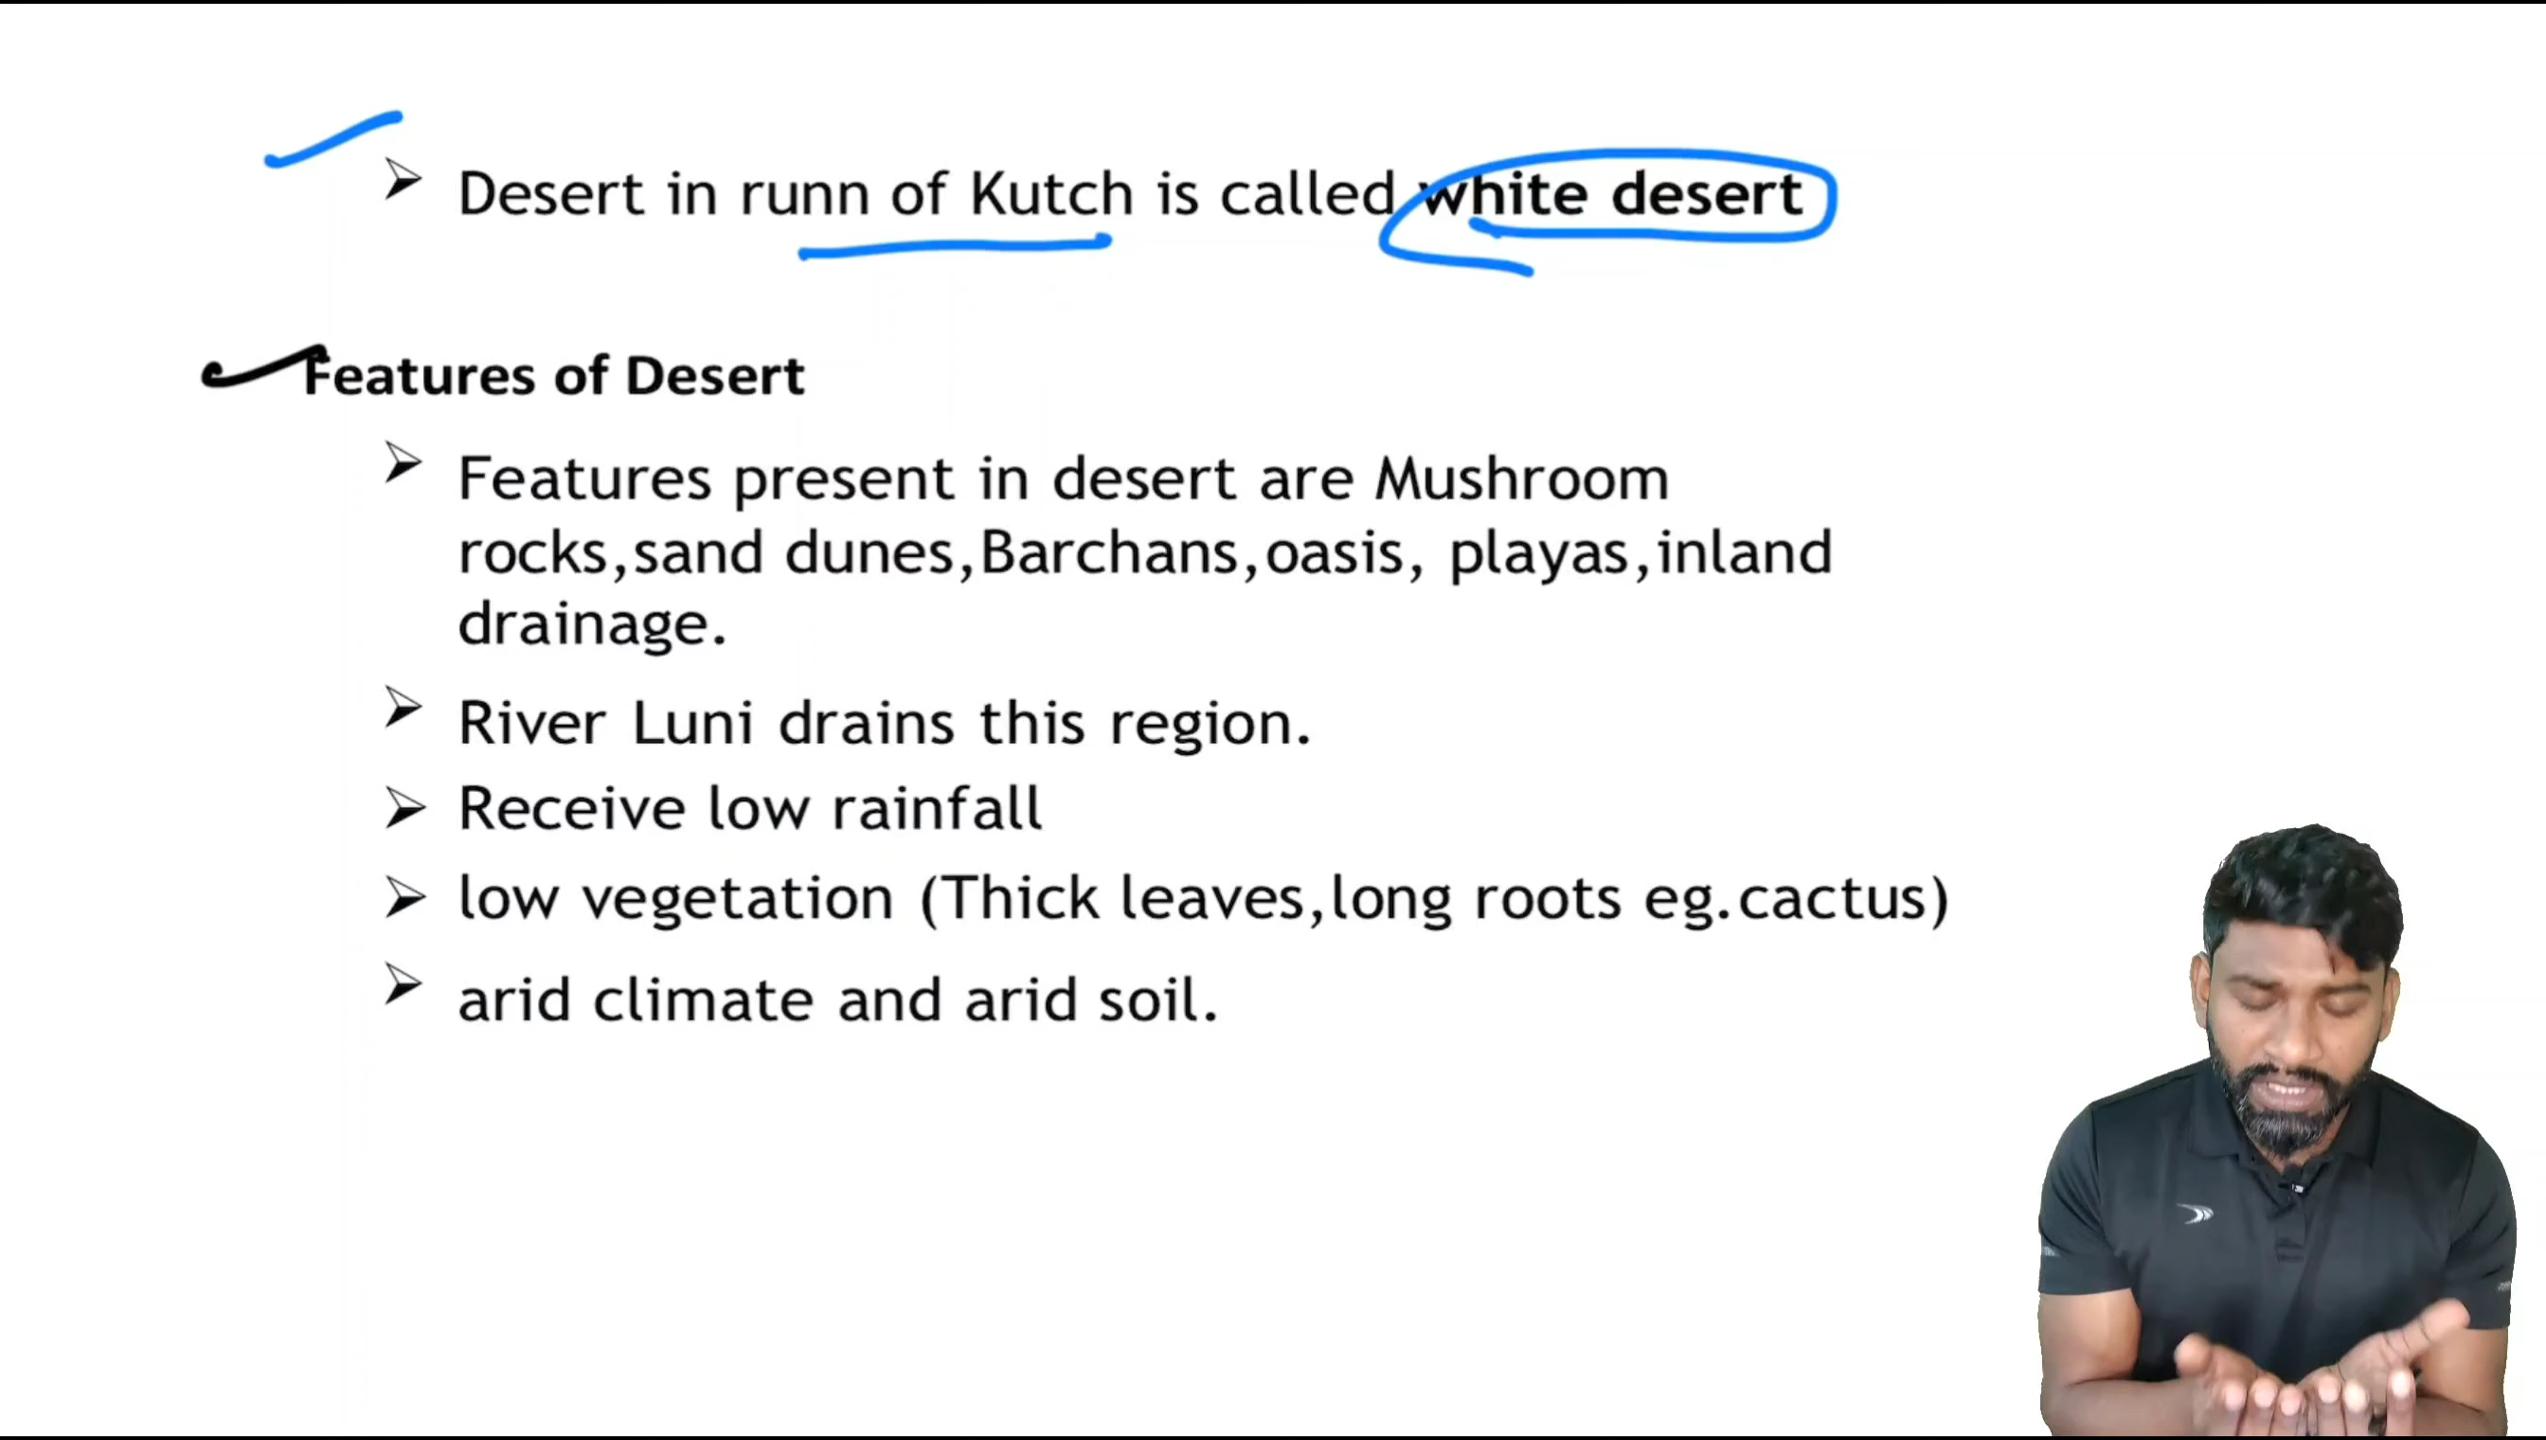 Desert in runn of Kutch is called white desert
Features of Desert
Features present in desert are Mushroom
rocks,sand dunes,Barchans,oasis, playas,inland
drainage.
River Luni drains this region.
Receive low rainfall
low vegetation (Thick leaves,long roots eg.cactus)
arid climate and arid soil.